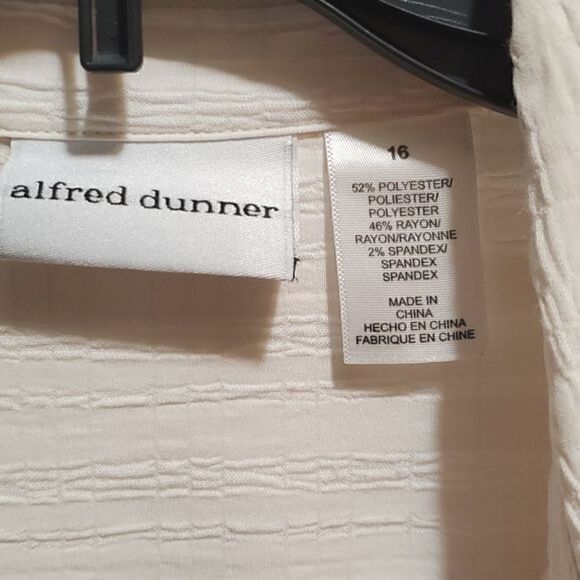 alfred dunner
16
52% POLYESTER/
POLIESTER/
POLYESTER
46% RAYON/
RAYON/RAYONNE
2% SPANDEX/
SPANDEX
SPANDEX
MADE IN
CHINA
HECHO EN CHINA
FABRIQUE EN CHINE